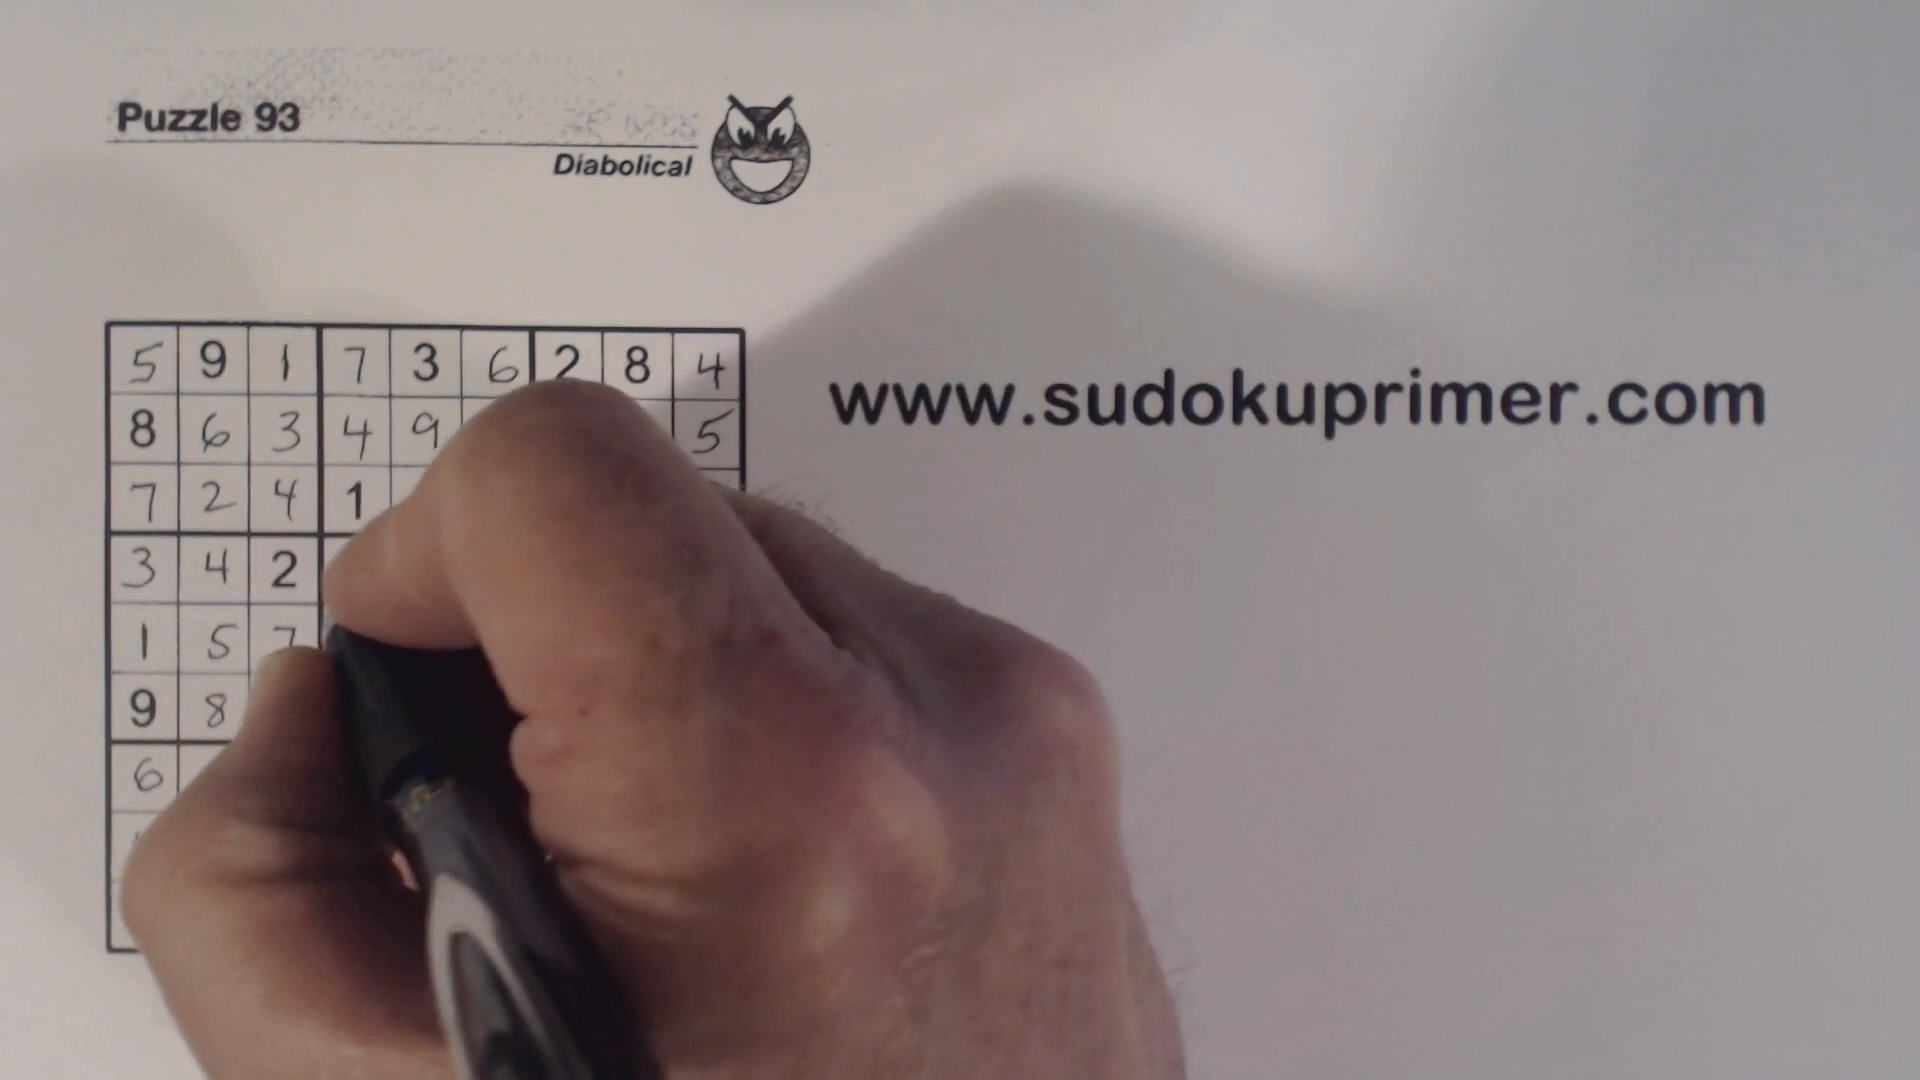 Puzzle 93
Diabolical
5 9 1 7 3 6 2 8 4
www.sudokuprimer.com
8 6 3 4 9 5
7 2 4 1
3 4 2
1 5 7
9 8
6